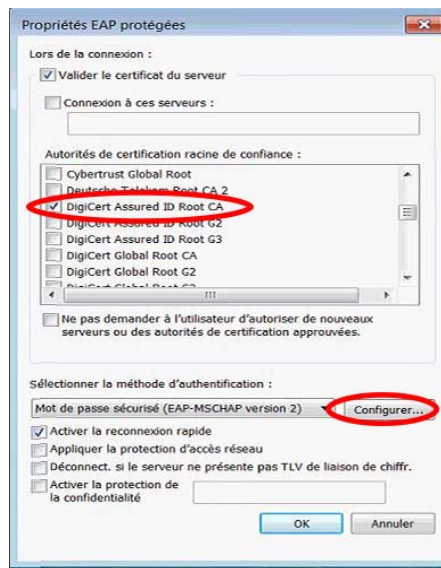 Propriétés EAP protégées
Lors de la connexion :
Valider le certificat du serveur
Connexion à ces serveurs :
Autorités de certification racine de confiance :
Cybertrust Global Root
Deutsche Telekom Root CA 2
DigiCert Assured ID Root CA
DigiCert Assured ID Root G2
DigiCert Assured ID Root G3
DigiCert Global Root CA
DigiCert Global Root G2
DigiCert Global Root G3
Ne pas demander à l'utilisateur d'autoriser de nouveaux
serveurs ou des autorités de certification approuvées.
Sélectionner la méthode d'authentification :
Mot de passe sécurisé (EAP-MSCHAP version 2) Configurer...
Activer la reconnexion rapide
Appliquer la protection d'accès réseau
Déconnect. si le serveur ne présente pas TLV de liaison de chiffr.
Activer la protection de
la confidentialité
OK Annuler